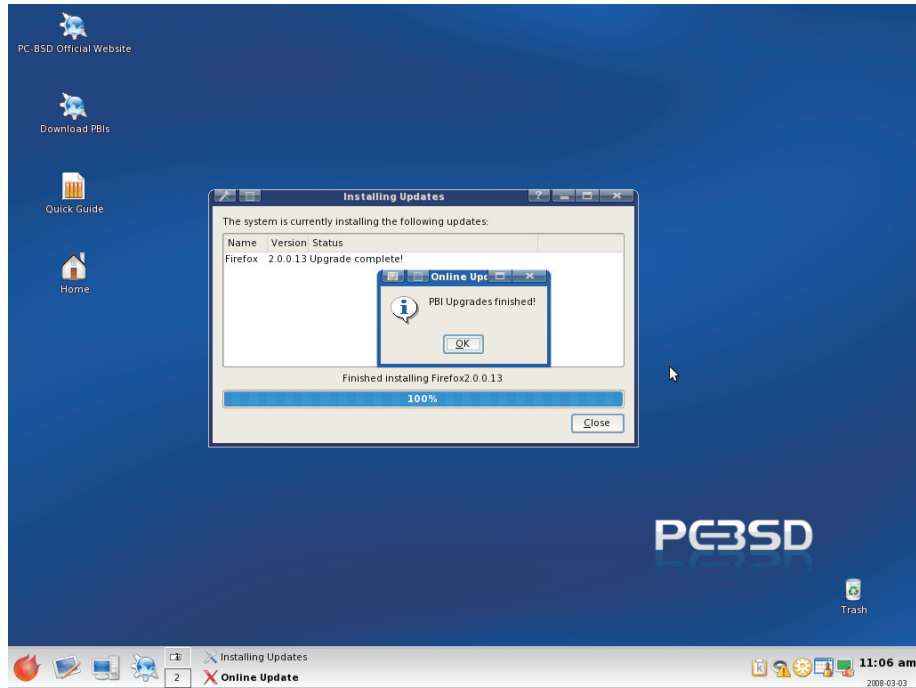 PC-BSD Official Website
Download PBIs
Quick Guide
Home
Installing Updates
?
The system is currently installing the following updates:
Name Version Status
Firefox 2.0.0.13 Upgrade complete!
Online Upd
PBI Upgrades finished!
OK
Finished installing Firefox2.0.0.13
100%
Close
PCBSD
Trash
2
Installing Updates
Online Update
K
11:06 am
2008-03-03